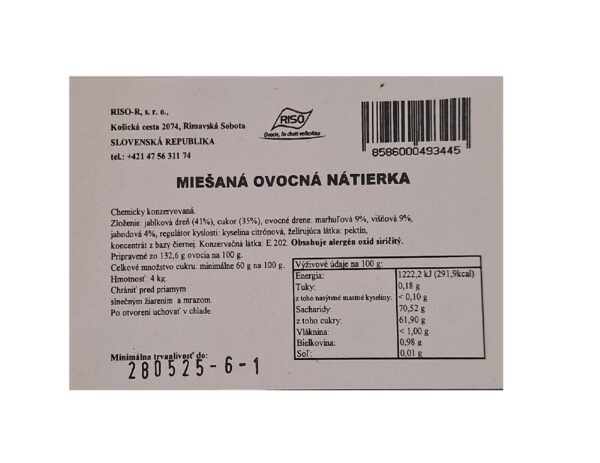 RISO-R, s. r. o.,
Košická cesta 2074, Rimavská Sobota
SLOVENSKÁ REPUBLIKA
tel.: +421 47 56 311 74
RISO
Ovocie, čo chutí veľkolepo
8586000493445
MIEŠANÁ OVOCNÁ NÁTIERKA
Chemicky konzervovaná.
Zloženie: jablková dreň (41%), cukor (35%), ovocné drene: marhuľová 9%, višňová 9%,
jahodová 4%, regulátor kyslosti: kyselina citrónová, želírujúca látka: pektín,
koncentrát z bazy čiernej. Konzervačná látka: E 202. Obsahuje alergén oxid siričitý.
Pripravené zo 132,6 g ovocia na 100 g.
Celkové množstvo cukru: minimálne 60 g na 100 g.
Hmotnosť: 4 kg.
Chrániť pred priamym
slnečným žiarením a mrazom
Po otvorení uchovať v chlade.
Výživové údaje na 100 g:
Energia: 1222,2 kJ (291,9kcal)
Tuky: 0,18 g
z toho nasýtené mastné kyseliny: < 0,10 g
Sacharidy: 70,52 g
z toho cukry: 61,90 g
Vláknina: < 1,00 g
Bielkovina: 0,98 g
Soľ: 0,01 g
Minimálna trvanlivosť do:
280525-6-1